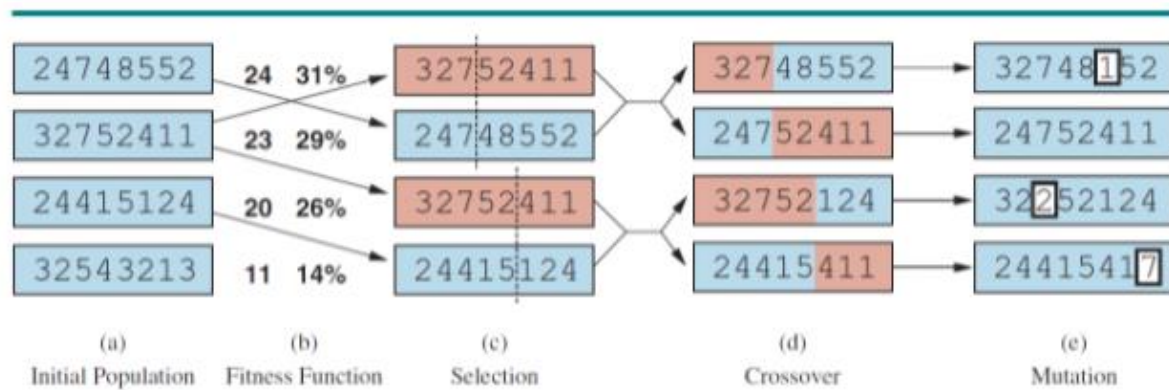 24748552 24 31% 32752411 32748552 32748152
32752411 23 29% 24748552 24752411 24752411
24415124 20 26% 32752411 32752124 32252124
32543213 11 14% 24415124 24415411 24415417
(a) (b) (c) (d) (e)
Initial Population Fitness Function Selection Crossover Mutation